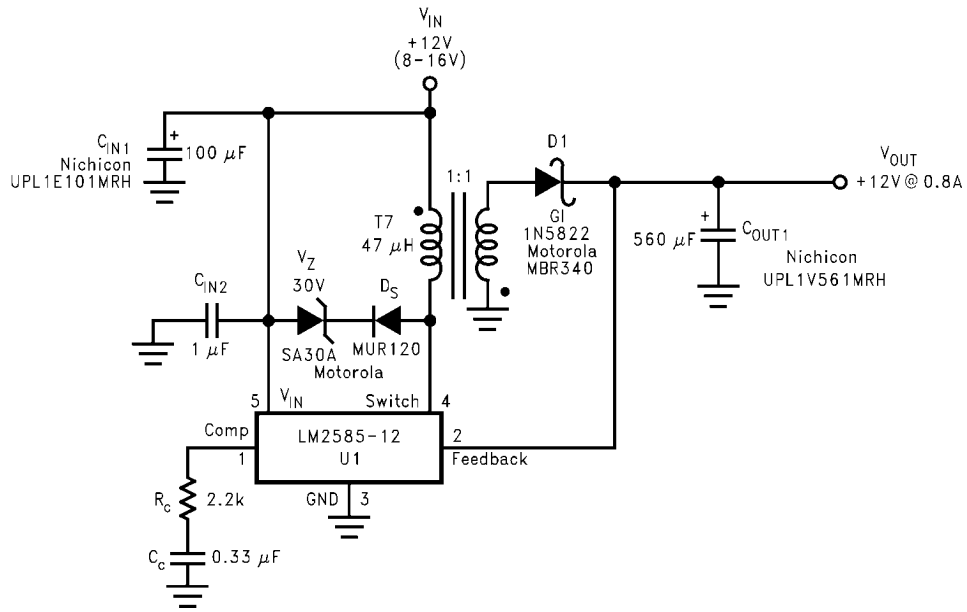 V_IN
+12V
(8-16V)
C_IN1
Nichicon
UPL1E101MRH
+
100 μF
D1
1:1
V_OUT
+12V @ 0.8A
T7
47 μH
GI
1N5822
Motorola
MBR340
560 μF
+
C_OUT1
Nichicon
UPL1V561MRH
V_Z
30V
D_S
C_IN2
1 μF
SA30A
MUR120
Motorola
5
V_IN
Switch
4
Comp
1
LM2585-12
U1
2
Feedback
GND
3
R_c
2.2k
C_c
0.33 μF